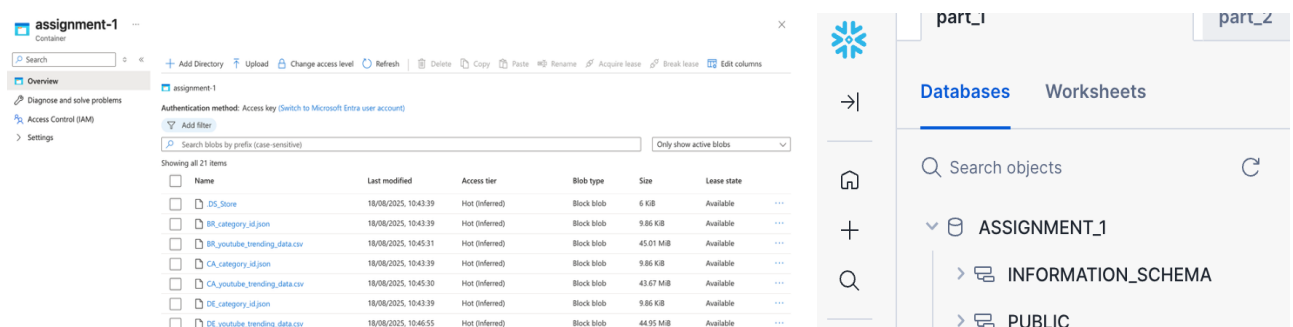 assignment-1 ...
Container
Search
Overview
Diagnose and solve problems
Access Control (IAM)
Settings
Add Directory Upload Change access level Refresh Delete Copy Paste Rename Acquire lease Break lease Edit columns
assignment-1
Authentication method: Access key (Switch to Microsoft Entra user account)
Add filter
Search blobs by prefix (case-sensitive) Only show active blobs
Showing all 21 items
Name Last modified Access tier Blob type Size Lease state
.DS_Store 18/08/2025, 10:43:39 Hot (Inferred) Block blob 6 KiB Available ...
BR_category_id.json 18/08/2025, 10:43:39 Hot (Inferred) Block blob 9.86 KiB Available ...
BR_youtube_trending_data.csv 18/08/2025, 10:45:31 Hot (Inferred) Block blob 45.01 MiB Available ...
CA_category_id.json 18/08/2025, 10:43:39 Hot (Inferred) Block blob 9.86 KiB Available ...
CA_youtube_trending_data.csv 18/08/2025, 10:45:30 Hot (Inferred) Block blob 43.67 MiB Available ...
DE_category_id.json 18/08/2025, 10:43:39 Hot (Inferred) Block blob 9.86 KiB Available ...
DE_youtube_trending_data.csv 18/08/2025, 10:46:55 Hot (Inferred) Block blob 44.95 MiB Available ...
part_1 part_2
Databases Worksheets
Search objects
ASSIGNMENT_1
INFORMATION_SCHEMA
PUBLIC